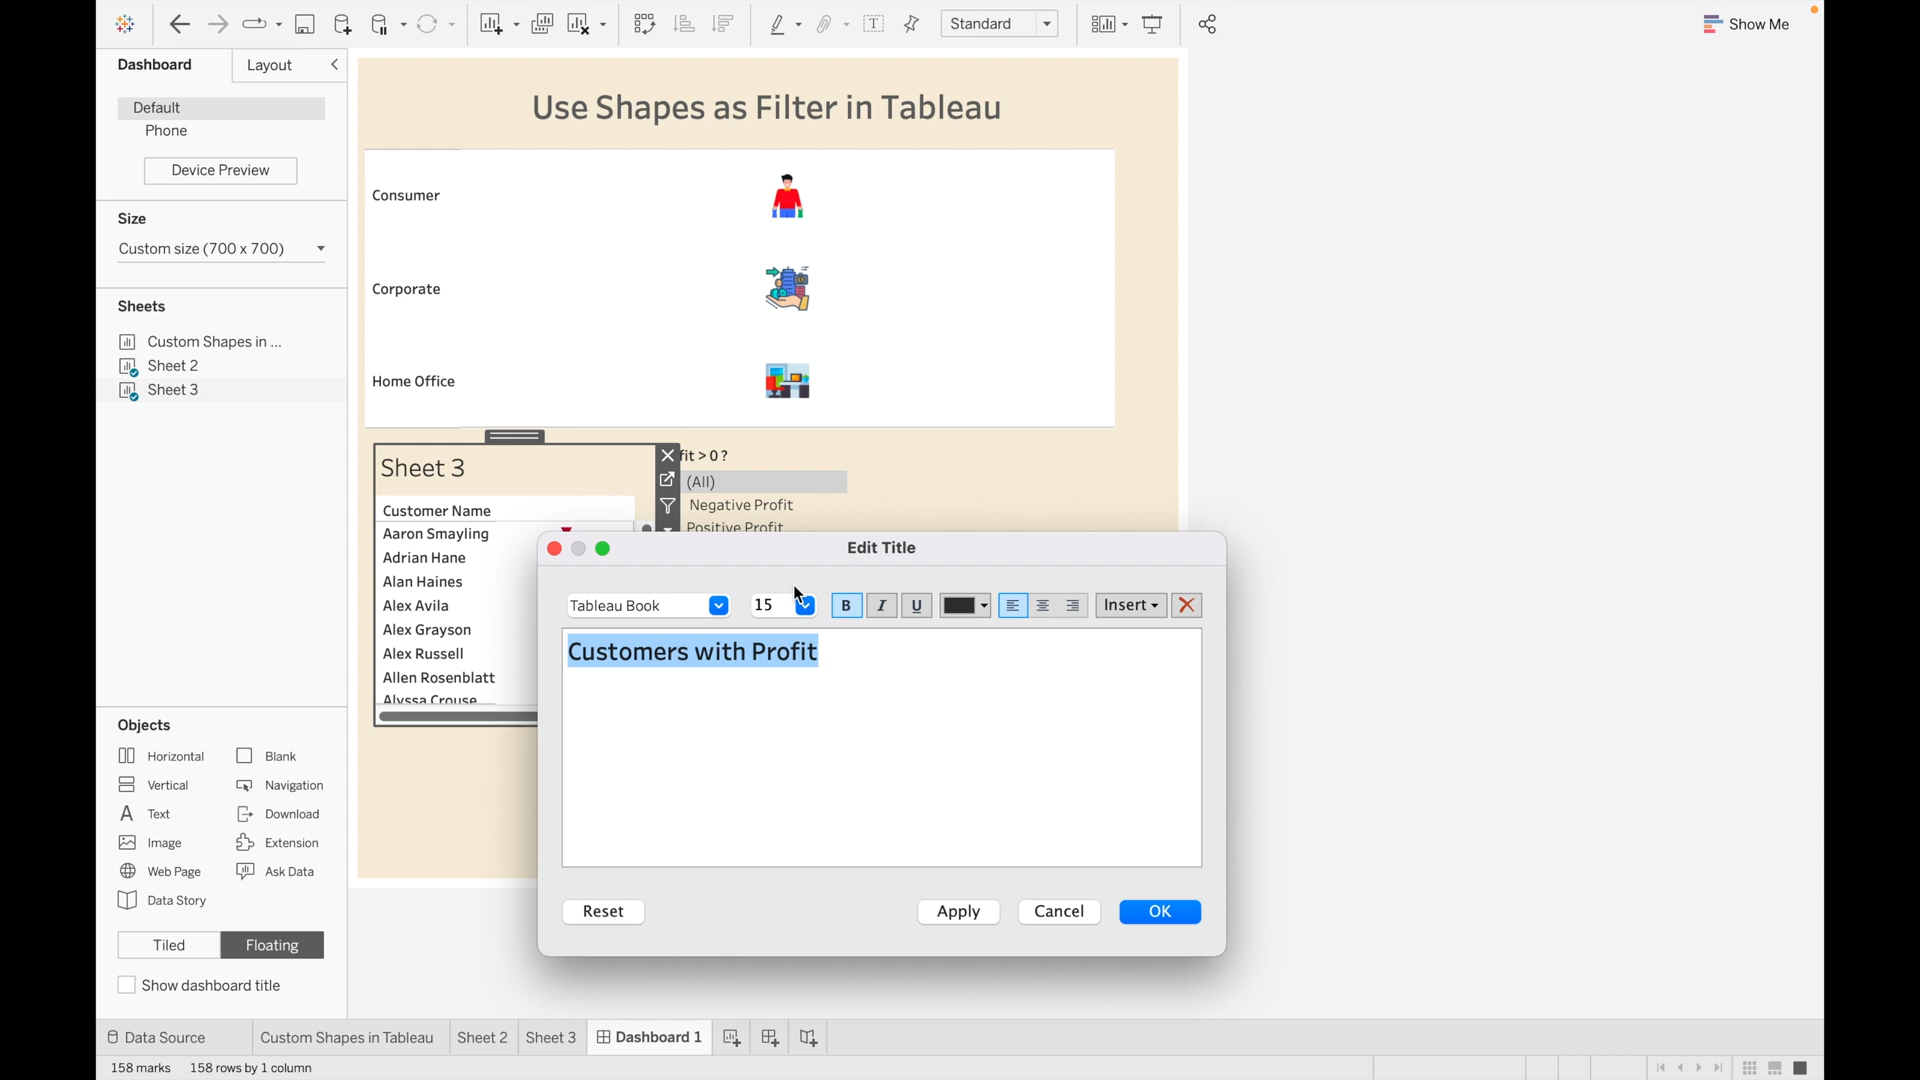 Standard
Show Me
Dashboard
Layout
Default
Phone
Device Preview
Size
Custom size (700 x 700)
Sheets
Custom Shapes in ...
Sheet 2
Sheet 3
Objects
Horizontal
Blank
Vertical
Navigation
Text
Download
Image
Extension
Web Page
Ask Data
Data Story
Tiled
Floating
Show dashboard title
Use Shapes as Filter in Tableau
Consumer
Corporate
Home Office
Sheet 3
Customer Name
Aaron Smayling
Adrian Hane
Alan Haines
Alex Avila
Alex Grayson
Alex Russell
Allen Rosenblatt
Alyssa Crouse
fit > 0 ?
(All)
Negative Profit
Positive Profit
Edit Title
Tableau Book
15
B
I
U
Insert
Customers with Profit
Reset
Apply
Cancel
OK
Data Source
Custom Shapes in Tableau
Sheet 2
Sheet 3
Dashboard 1
158 marks
158 rows by 1 column